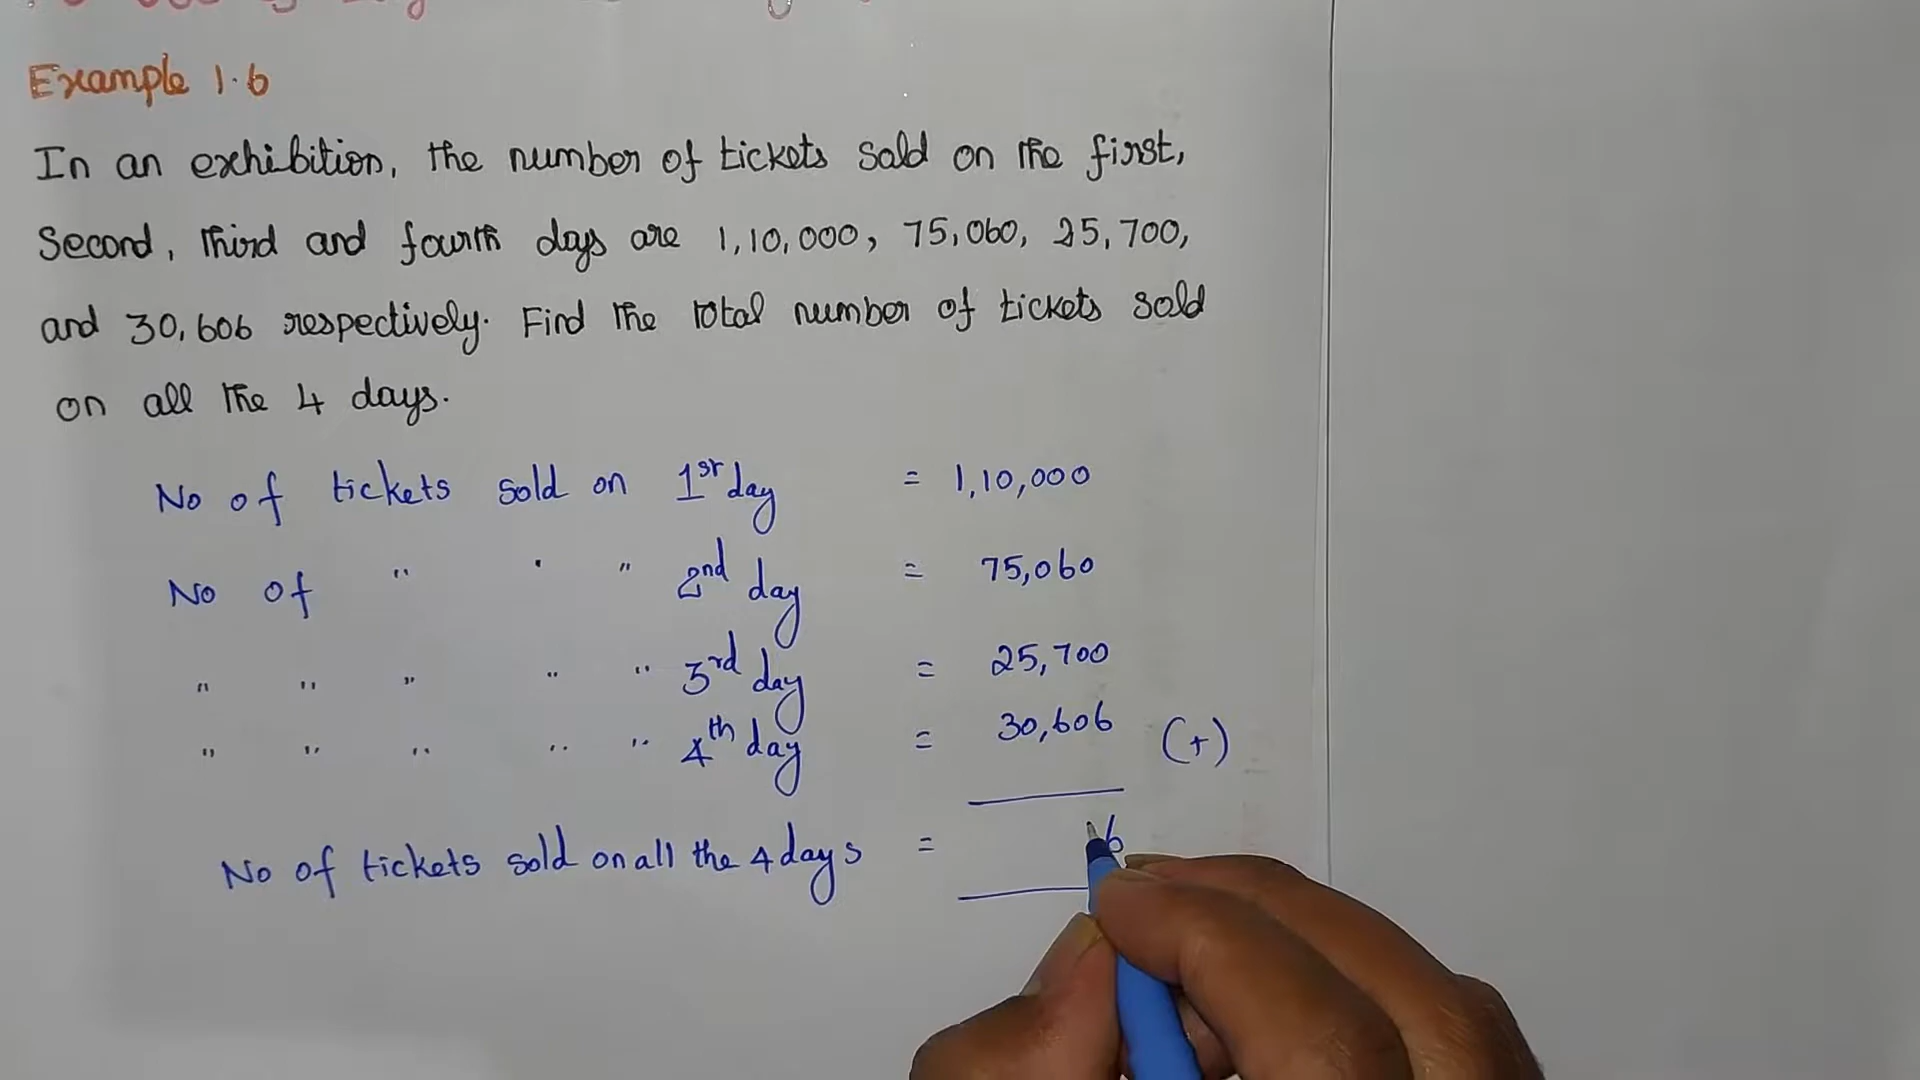 Example 1.6
In an exhibition, the number of tickets sold on the first,
Second, third and fourth days are 1,10,000, 75,060, 25,700,
and 30,606 respectively. Find the total number of tickets sold
on all the 4 days.
No of tickets sold on 1st day = 1,10,000
No of " " " 2nd day = 75,060
" " " " " 3rd day = 25,700
" " " " " 4th day = 30,606 (+)
No of tickets sold on all the 4 days = 6